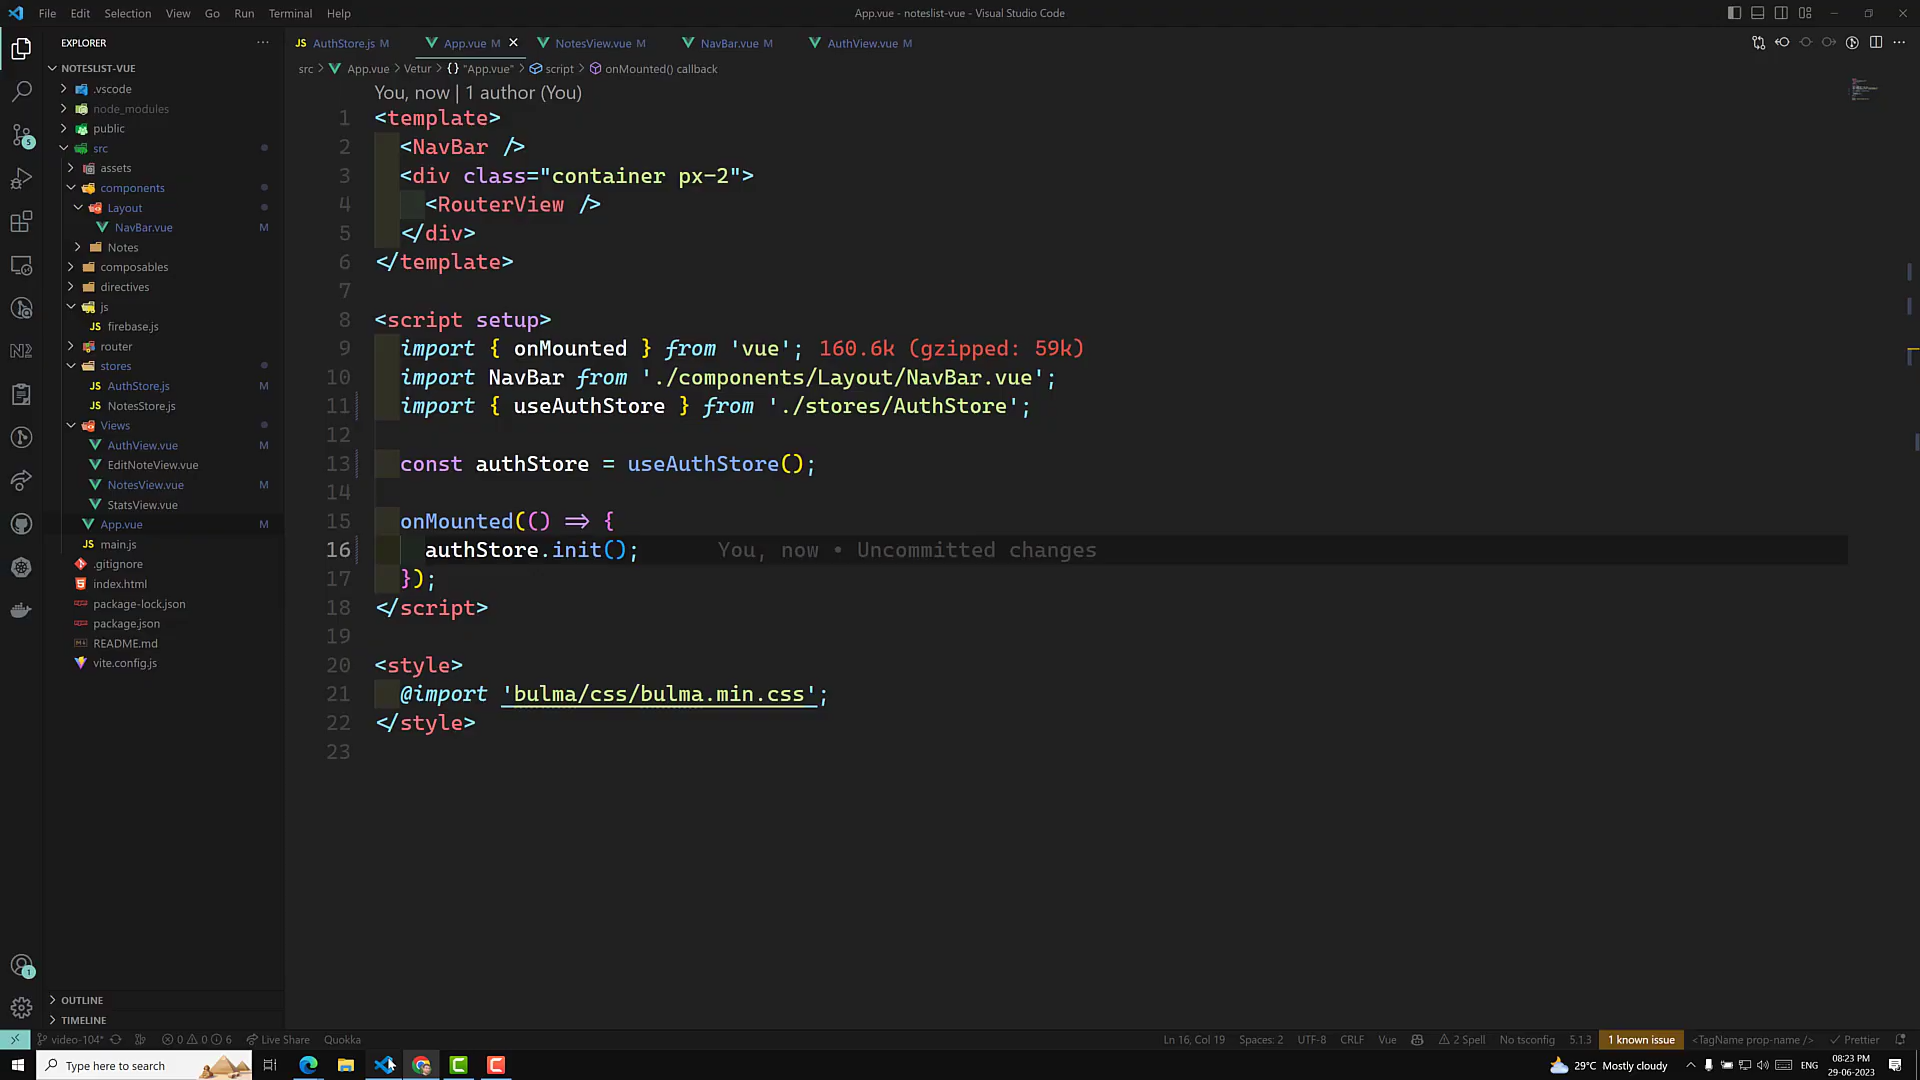 File Edit Selection View Go Run Terminal Help
App.vue - noteslist-vue - Visual Studio Code
EXPLORER
AuthStore.js M
App.vue M
NotesView.vue M
NavBar.vue M
AuthView.vue M
src > App.vue > Vetur > {} "App.vue" > script > onMounted() callback
NOTESLIST-VUE
.vscode
node_modules
public
src
assets
components
Layout
NavBar.vue M
Notes
composables
directives
js
JS firebase.js
router
stores
JS AuthStore.js M
JS NotesStore.js
Views
AuthView.vue M
EditNoteView.vue
NotesView.vue M
StatsView.vue
App.vue M
JS main.js
.gitignore
index.html
package-lock.json
package.json
README.md
vite.config.js
OUTLINE
TIMELINE
You, now | 1 author (You)
1 <template>
2 <NavBar />
3 <div class="container px-2">
4 <RouterView />
5 </div>
6 </template>
7
8 <script setup>
9 import { onMounted } from 'vue'; 160.6k (gzipped: 59k)
10 import NavBar from './components/Layout/NavBar.vue';
11 import { useAuthStore } from './stores/AuthStore';
12
13 const authStore = useAuthStore();
14
15 onMounted(() => {
16 authStore.init(); You, now • Uncommitted changes
17 });
18 </script>
19
20 <style>
21 @import 'bulma/css/bulma.min.css';
22 </style>
23
video-104* 0 0 6 Live Share Quokka
Ln 16, Col 19 Spaces: 2 UTF-8 CRLF Vue 2 Spell No tsconfig 5.1.3 1 known issue <TagName prop-name /> Prettier
Type here to search
29°C Mostly cloudy ENG 08:23 PM
29-06-2023